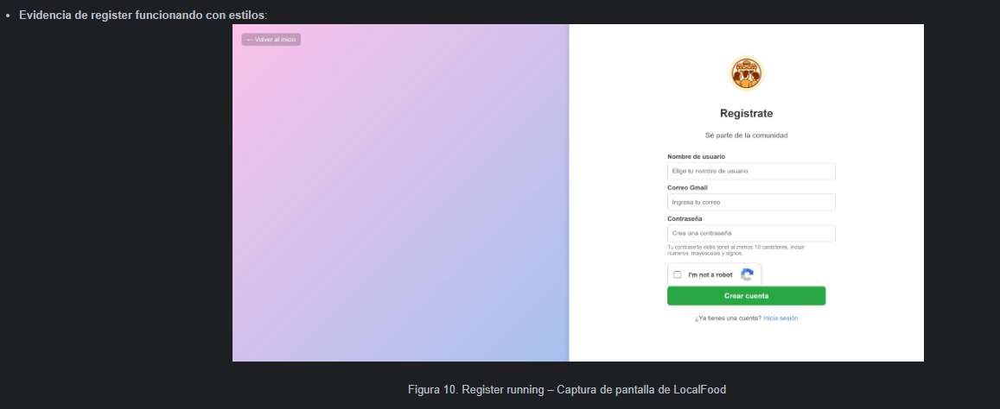 Evidencia de register funcionando con estilos:
← Volver al inicio
Regístrate
Sé parte de la comunidad
Nombre de usuario
Elige tu nombre de usuario
Correo Gmail
Ingresa tu correo
Contraseña
Crea una contraseña
Tu contraseña debe tener al menos 10 caracteres, incluir
números, mayúsculas y signos.
I'm not a robot
Crear cuenta
¿Ya tienes una cuenta? Inicia sesión
Figura 10. Register running – Captura de pantalla de LocalFood